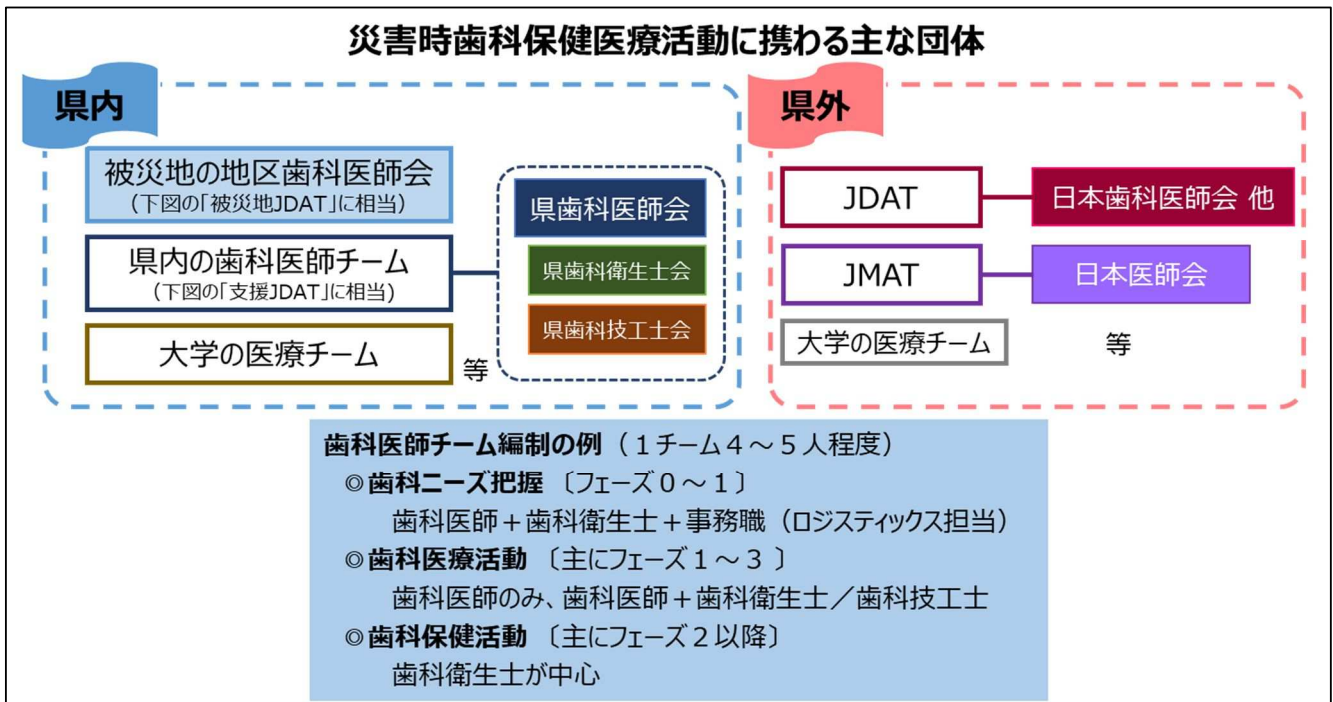 災害時歯科保健医療活動に携わる主な団体
県内
被災地の地区歯科医師会
(下図の「被災地JDAT」に相当)
県内の歯科医師チーム
(下図の「支援JDAT」に相当)
大学の医療チーム
等
県歯科医師会
県歯科衛生士会
県歯科技工士会
県外
JDAT
日本歯科医師会 他
JMAT
日本医師会
大学の医療チーム
等
歯科医師チーム編制の例（１チーム４～５人程度）
◎歯科ニーズ把握〔フェーズ０～１〕
歯科医師＋歯科衛生士＋事務職（ロジスティックス担当）
◎歯科医療活動〔主にフェーズ１～３〕
歯科医師のみ、歯科医師＋歯科衛生士／歯科技工士
◎歯科保健活動〔主にフェーズ２以降〕
歯科衛生士が中心